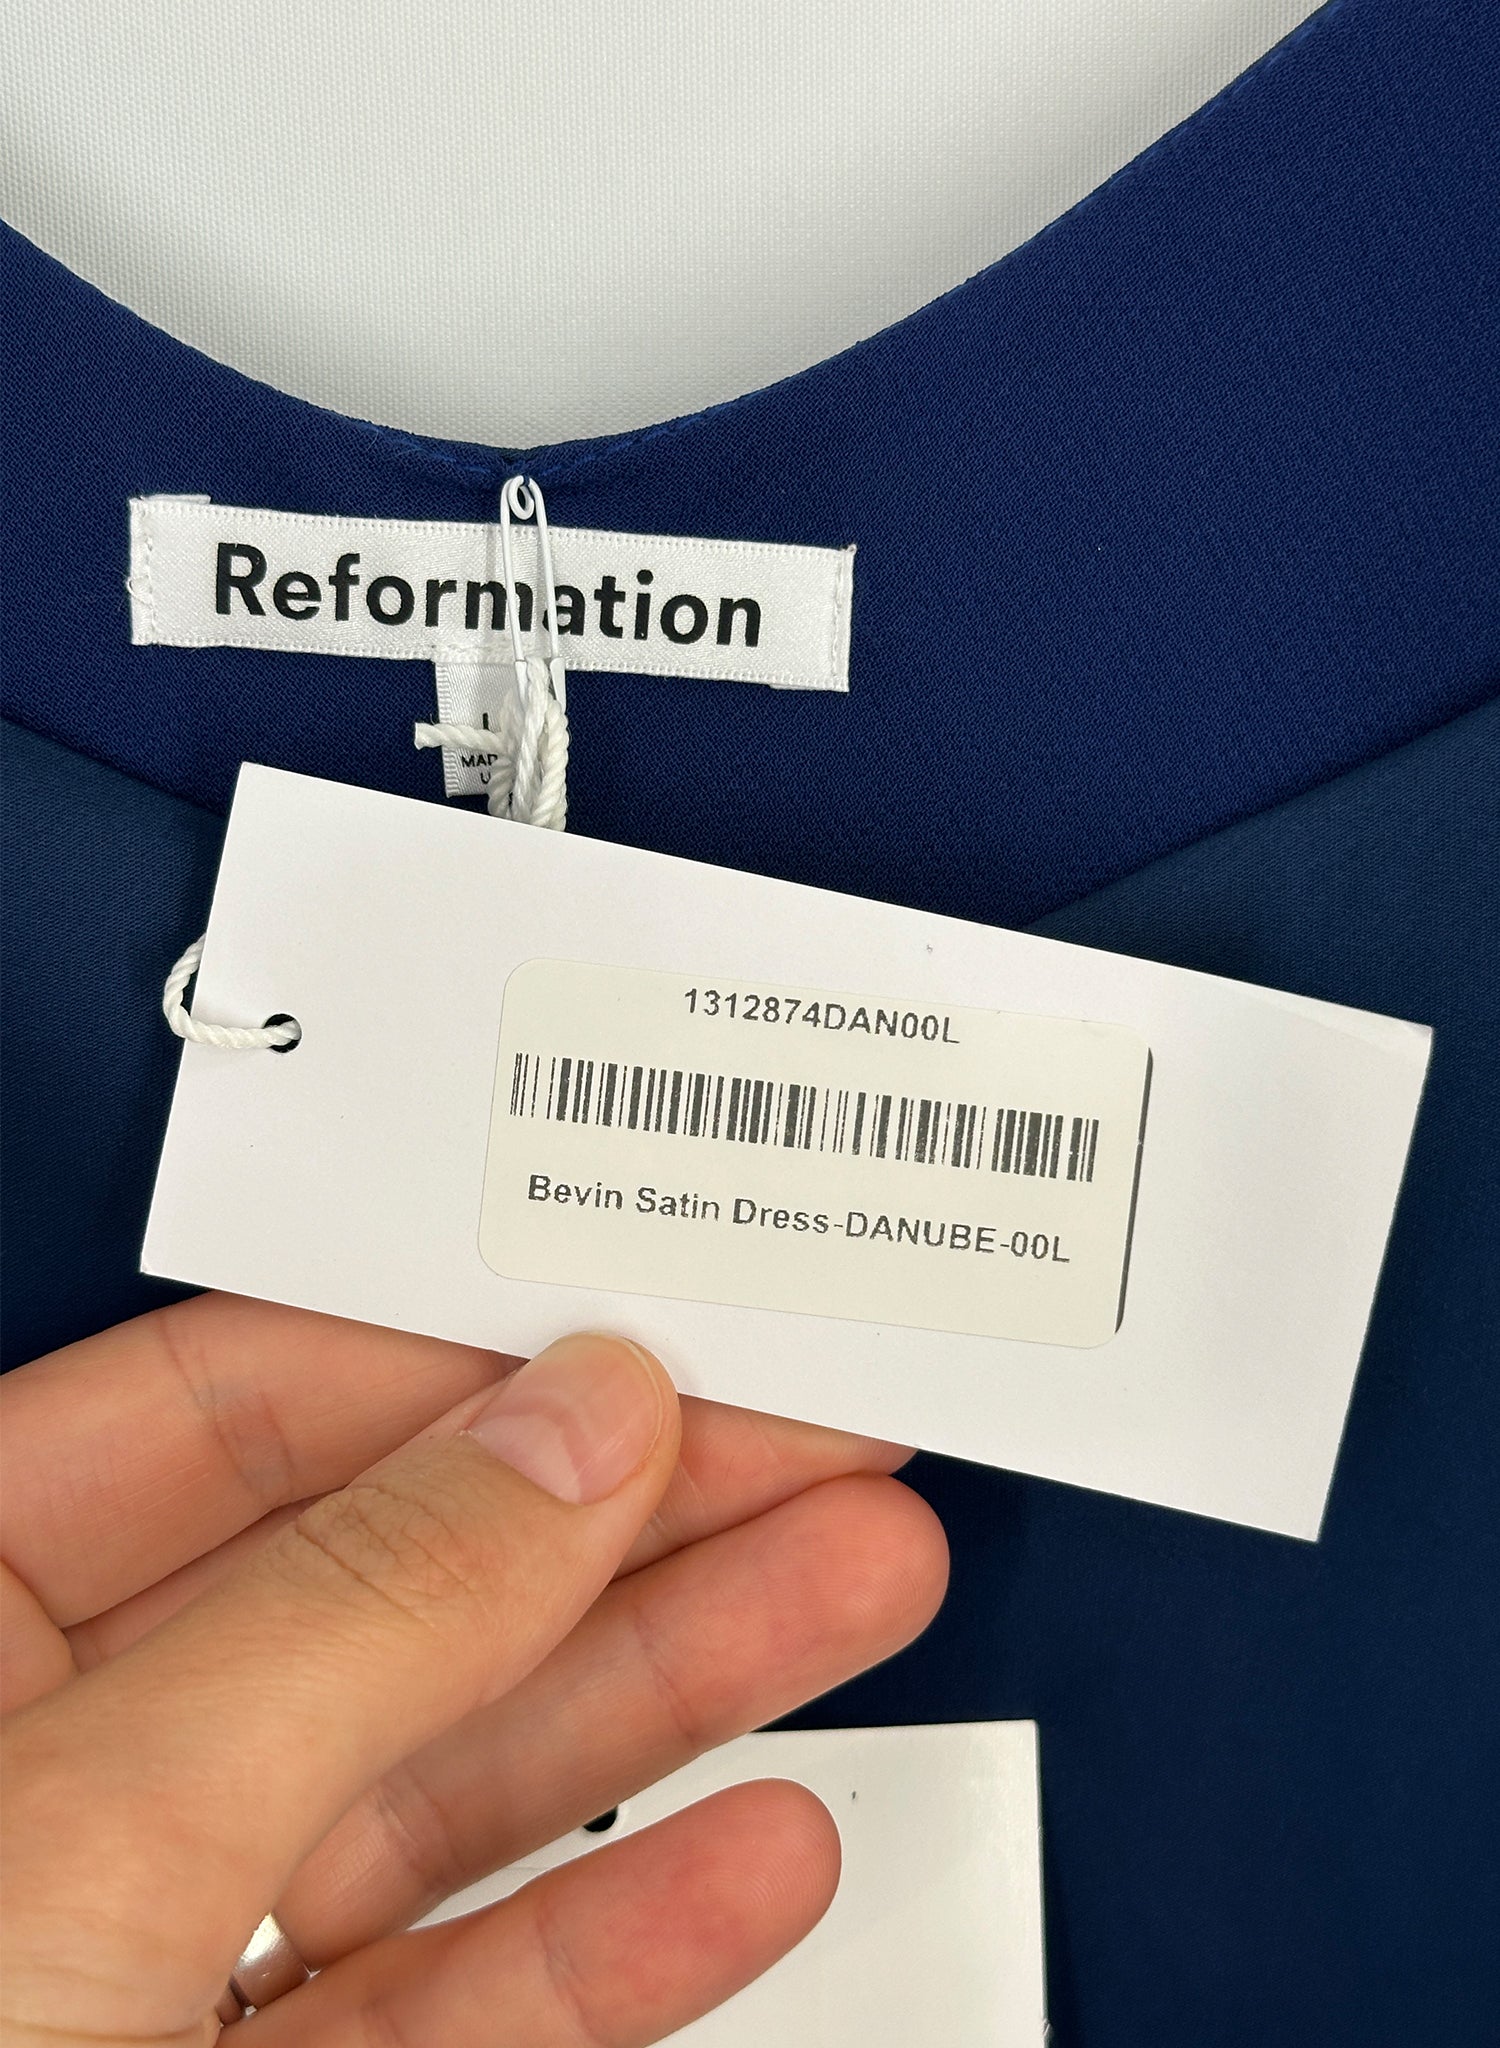 Reformation
L
1312874DAN00L
Bevin Satin Dress-DANUBE-00L